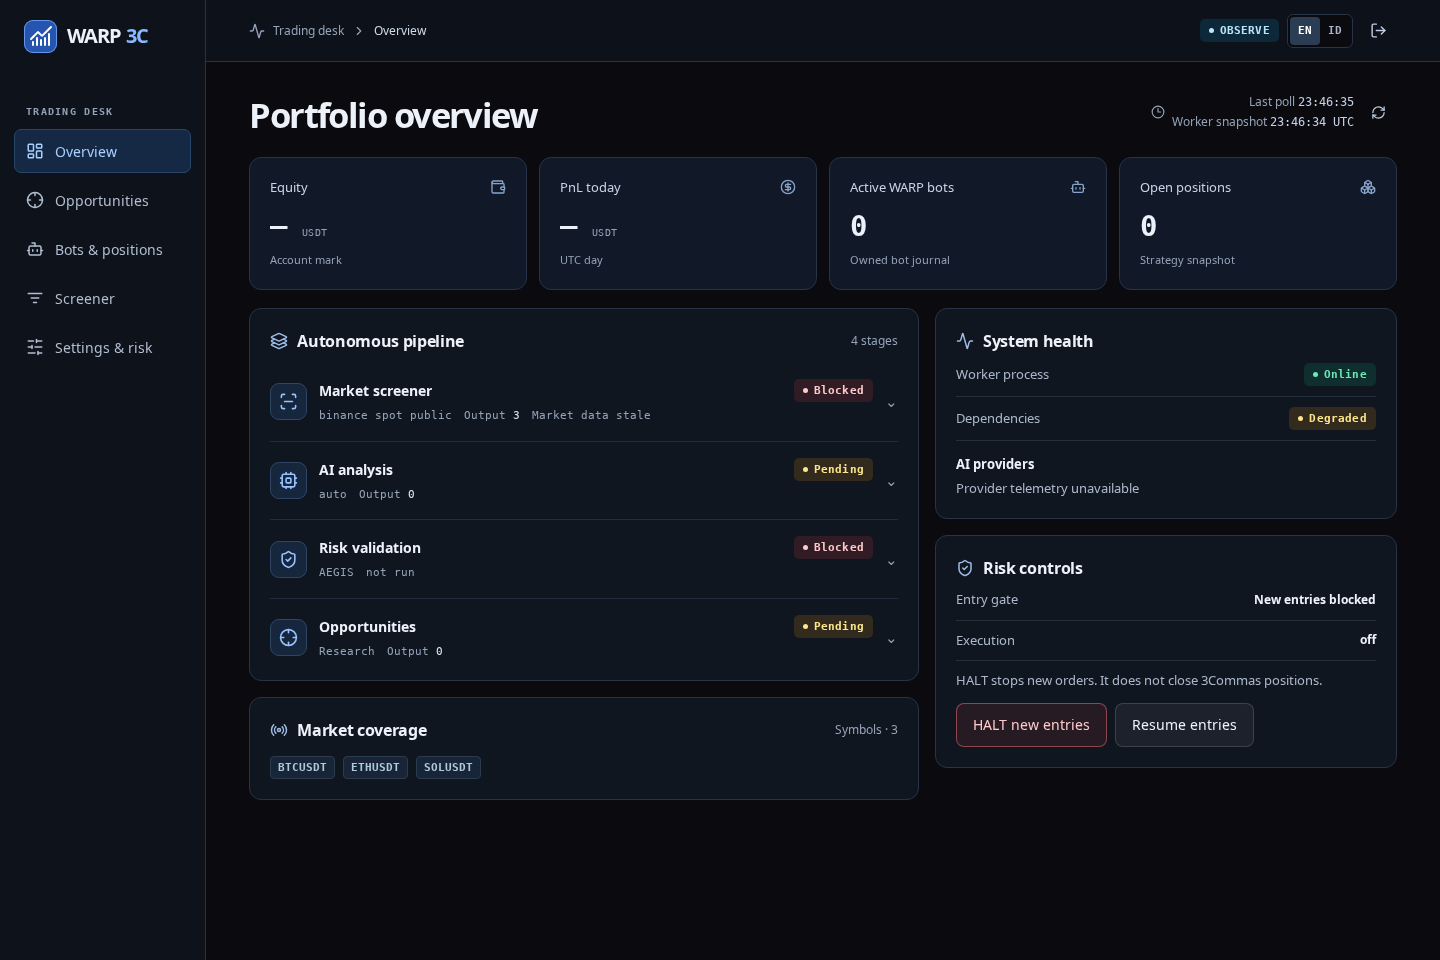 WARP 3C
TRADING DESK
Overview
Opportunities
Bots & positions
Screener
Settings & risk
Trading desk > Overview
OBSERVE
EN ID
Portfolio overview
Last poll 23:46:35
Worker snapshot 23:46:34 UTC
Equity
— USDT
Account mark
PnL today
— USDT
UTC day
Active WARP bots
0
Owned bot journal
Open positions
0
Strategy snapshot
Autonomous pipeline 4 stages
Market screener Blocked
binance spot public Output 3 Market data stale
AI analysis Pending
auto Output 0
Risk validation Blocked
AEGIS not run
Opportunities Pending
Research Output 0
Market coverage Symbols · 3
BTCUSDT ETHUSDT SOLUSDT
System health
Worker process Online
Dependencies Degraded
AI providers
Provider telemetry unavailable
Risk controls
Entry gate New entries blocked
Execution off
HALT stops new orders. It does not close 3Commas positions.
HALT new entries Resume entries